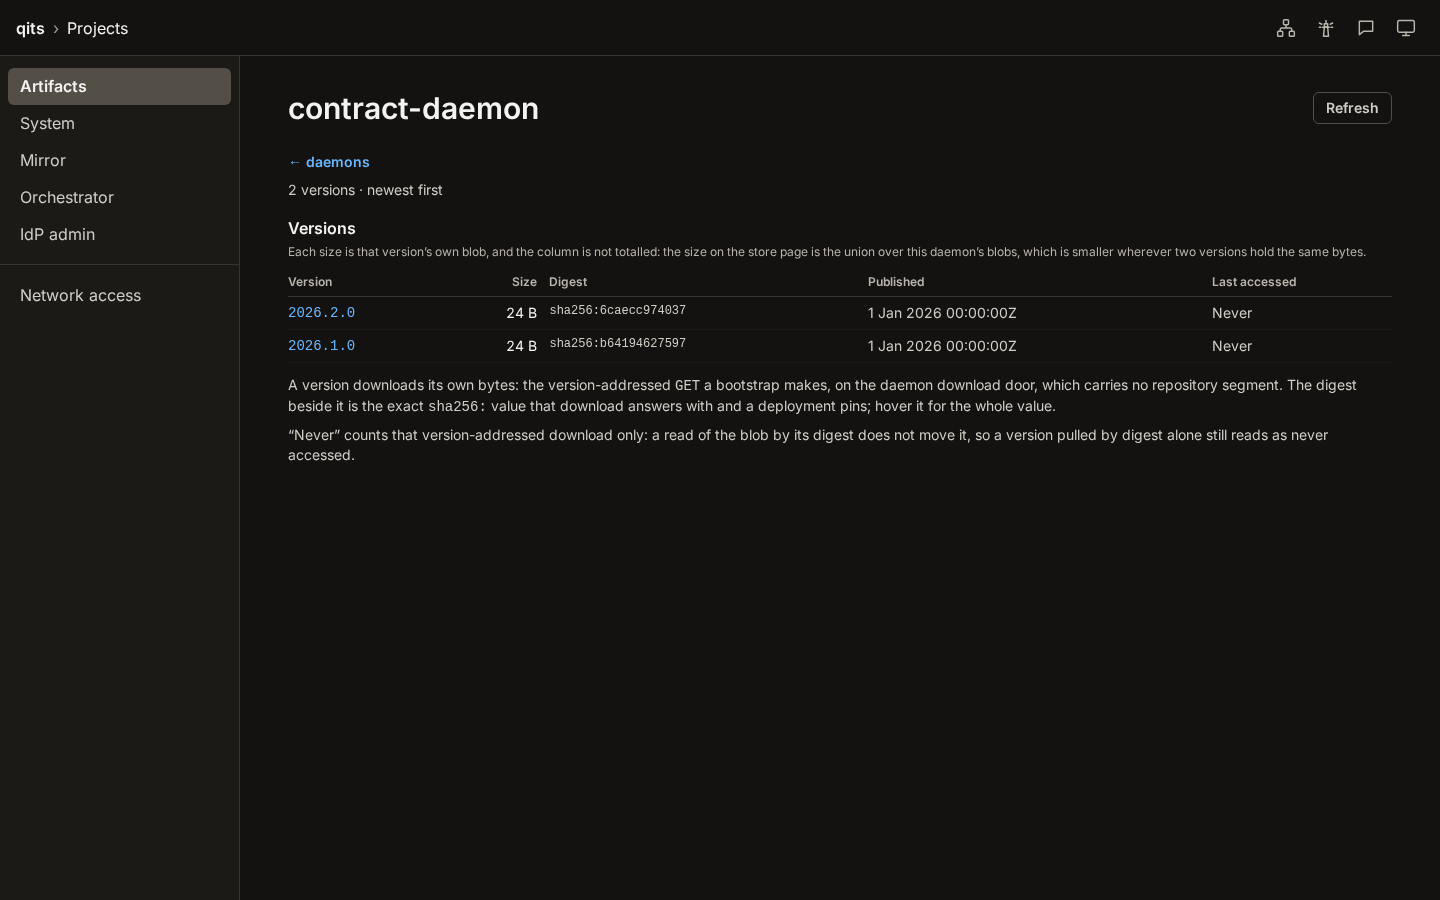 qits › Projects
Artifacts
System
Mirror
Orchestrator
IdP admin
Network access
contract-daemon
Refresh
← daemons
2 versions · newest first
Versions
Each size is that version’s own blob, and the column is not totalled: the size on the store page is the union over this daemon’s blobs, which is smaller wherever two versions hold the same bytes.
Version Size Digest Published Last accessed
2026.2.0 24 B sha256:6caecc974037 1 Jan 2026 00:00:00Z Never
2026.1.0 24 B sha256:b64194627597 1 Jan 2026 00:00:00Z Never
A version downloads its own bytes: the version-addressed GET a bootstrap makes, on the daemon download door, which carries no repository segment. The digest
beside it is the exact sha256: value that download answers with and a deployment pins; hover it for the whole value.
“Never” counts that version-addressed download only: a read of the blob by its digest does not move it, so a version pulled by digest alone still reads as never
accessed.